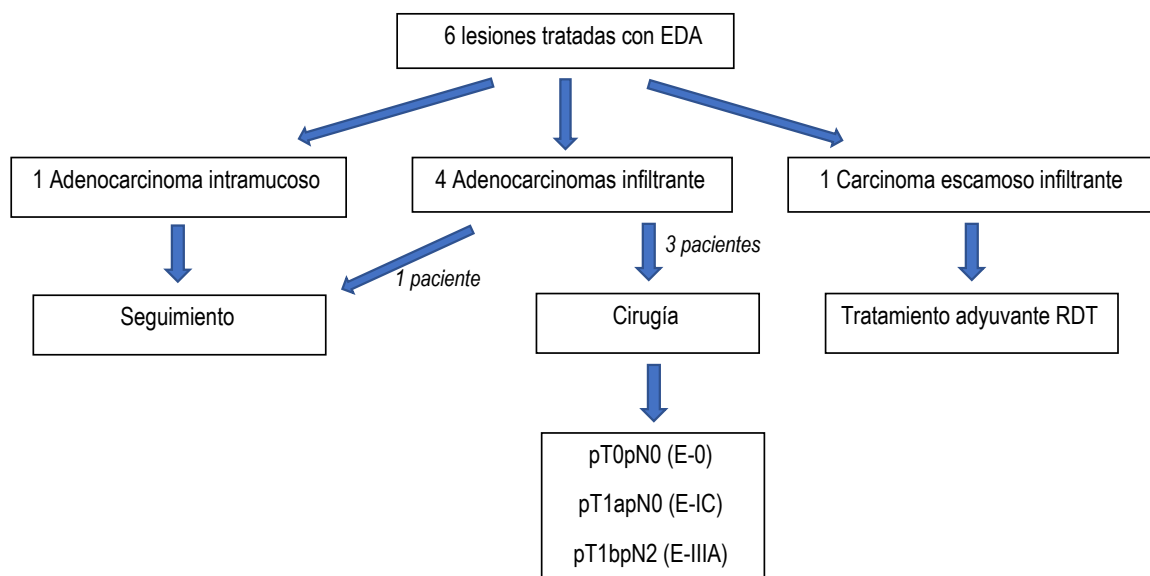 6 lesiones tratadas con EDA
1 Adenocarcinoma intramucoso
4 Adenocarcinomas infiltrante
1 Carcinoma escamoso infiltrante
1 paciente
3 pacientes
Seguimiento
Cirugía
Tratamiento adyuvante RDT
pT0pN0 (E-0)
pT1apN0 (E-IC)
pT1bpN2 (E-IIIA)